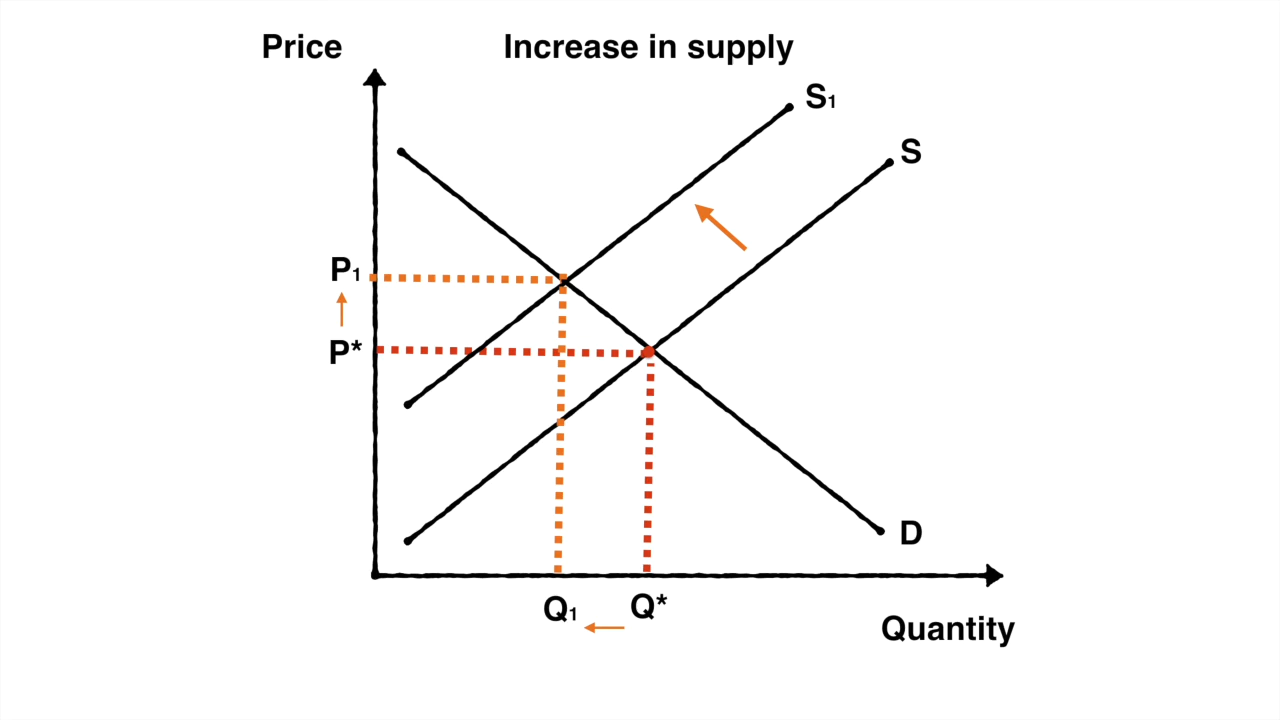 Price
Increase in supply
S₁
S
P₁
P*
D
Q₁
Q*
Quantity